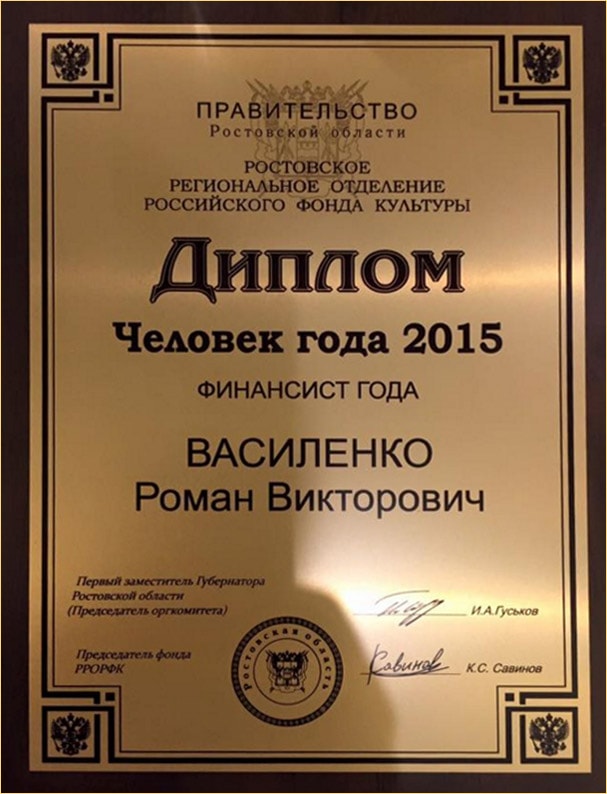 ПРАВИТЕЛЬСТВО
Ростовской области
РОСТОВСКОЕ
РЕГИОНАЛЬНОЕ ОТДЕЛЕНИЕ
РОССИЙСКОГО ФОНДА КУЛЬТУРЫ
Диплом
Человек года 2015
ФИНАНСИСТ ГОДА
ВАСИЛЕНКО
Роман Викторович
Первый заместитель Губернатора
Ростовской области
(Председатель оргкомитета)
И.А.Гуськов
Председатель фонда
РРОРФК
Савинов
К.С. Савинов
Ростовская область